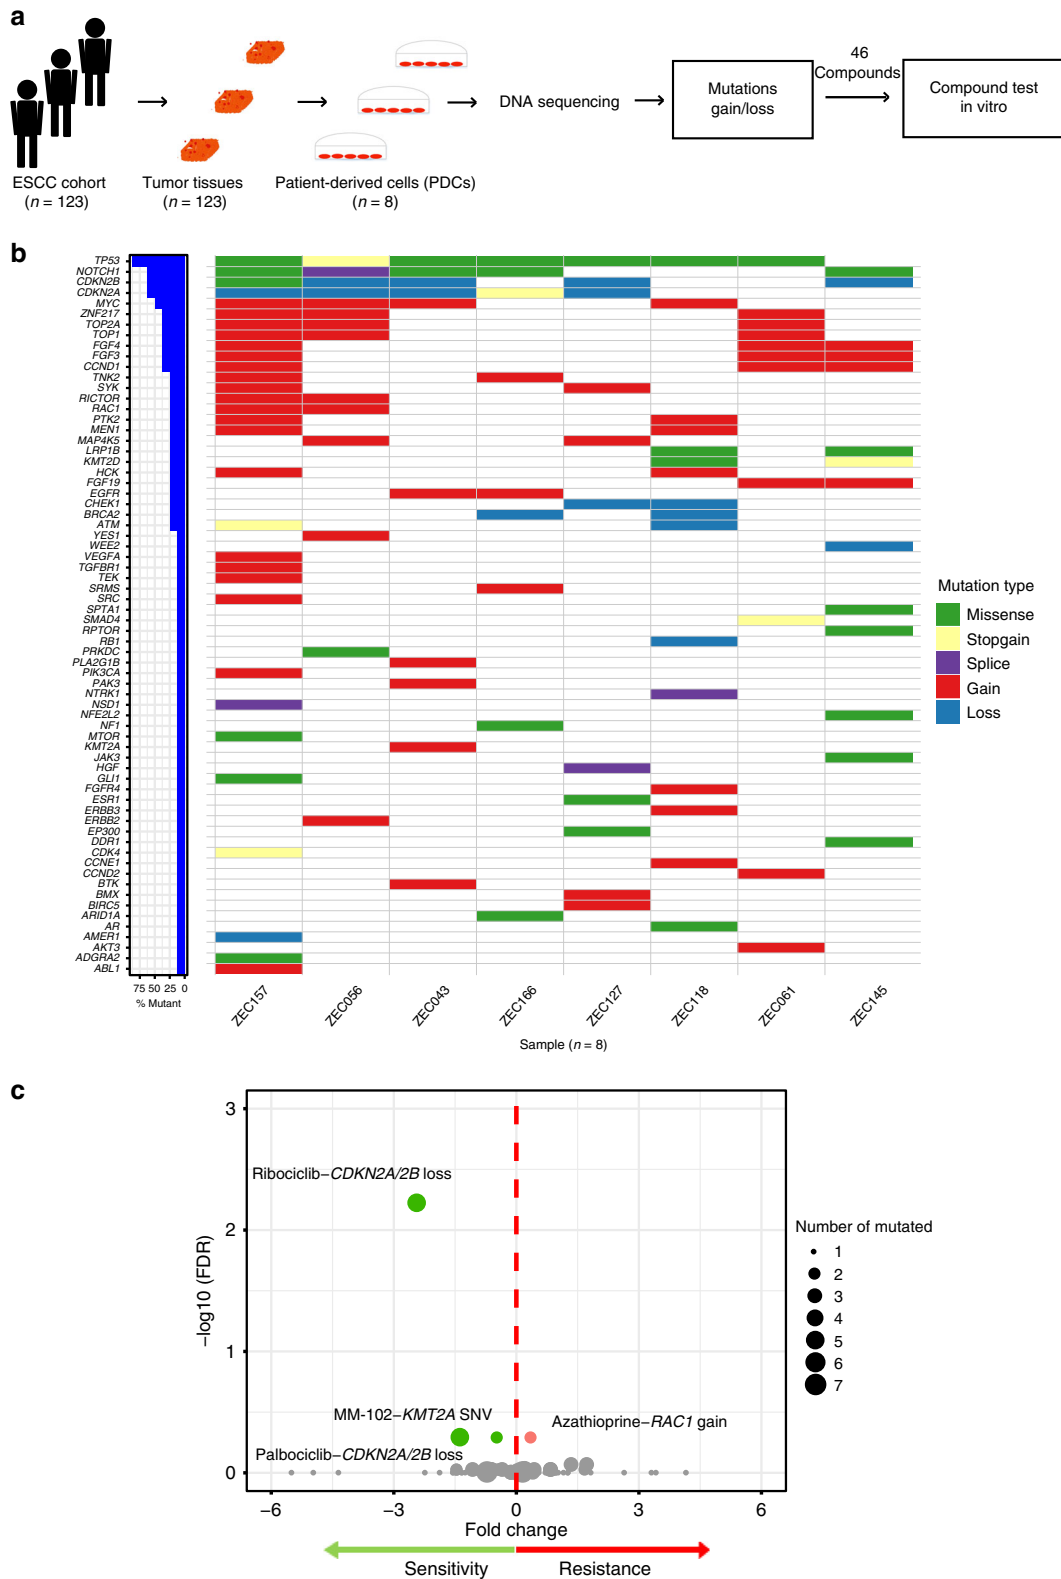 a
46
Compounds
DNA sequencing
Mutations
gain/loss
Compound test
in vitro
ESCC cohort
(n = 123)
Tumor tissues
(n = 123)
Patient-derived cells (PDCs)
(n = 8)
b
TP53
NOTCH1
CDKN2B
CDKN2A
MYC
ZNF217
TOP2A
TOP1
FGF4
FGF3
CCND1
TNK2
SYK
RICTOR
RAC1
PTK2
MEN1
MAP4K5
LRP1B
KMT2D
HCK
FGF19
EGFR
CHEK1
BRCA2
ATM
YES1
WEE2
VEGFA
TGFBR1
TEK
SRMS
SRC
SPTA1
SMAD4
RPTOR
RB1
PRKDC
PLA2G1B
PIK3CA
PAK3
NTRK1
NSD1
NFE2L2
NF1
MTOR
KMT2A
JAK3
HGF
GLI1
FGFR4
ESR1
ERBB3
ERBB2
EP300
DDR1
CDK4
CCNE1
CCND2
BTK
BMX
BIRC5
ARID1A
AR
AMER1
AKT3
ADGRA2
ABL1
75 50 25 0
% Mutant
ZEC157
ZEC056
ZEC043
ZEC166
ZEC127
ZEC118
ZEC061
ZEC145
Sample (n = 8)
Mutation type
Missense
Stopgain
Splice
Gain
Loss
c
3
2
1
0
−log10 (FDR)
Ribociclib−CDKN2A/2B loss
MM-102−KMT2A SNV
Azathioprine−RAC1 gain
Palbociclib−CDKN2A/2B loss
−6 −3 0 3 6
Fold change
Sensitivity
Resistance
Number of mutated
1
2
3
4
5
6
7